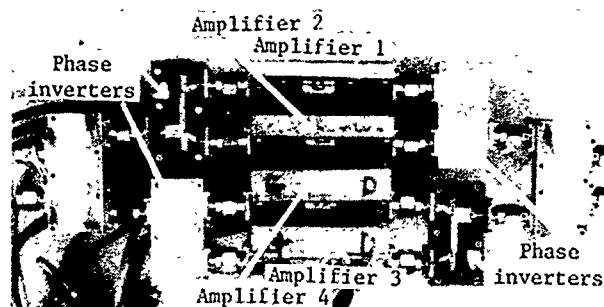 Amplifier 2
Amplifier 1
Phase
inverters
D
Phase
inverters
Amplifier 3
Amplifier 4